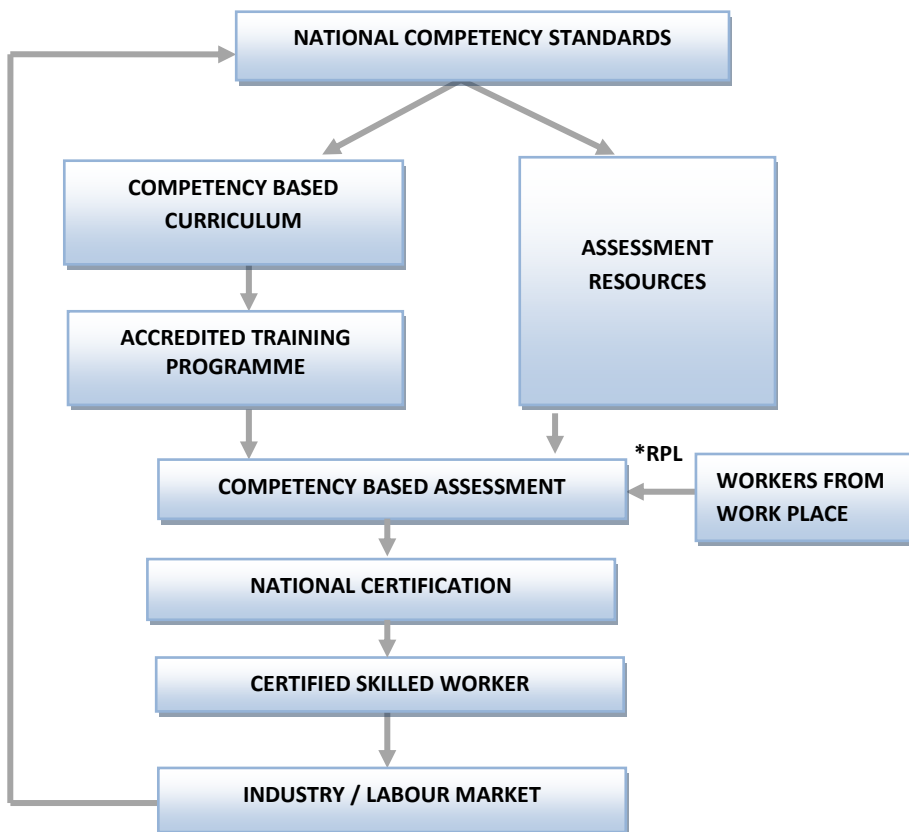 NATIONAL COMPETENCY STANDARDS
COMPETENCY BASED
CURRICULUM
ASSESSMENT
RESOURCES
ACCREDITED TRAINING
PROGRAMME
*RPL
COMPETENCY BASED ASSESSMENT
WORKERS FROM
WORK PLACE
NATIONAL CERTIFICATION
CERTIFIED SKILLED WORKER
INDUSTRY / LABOUR MARKET